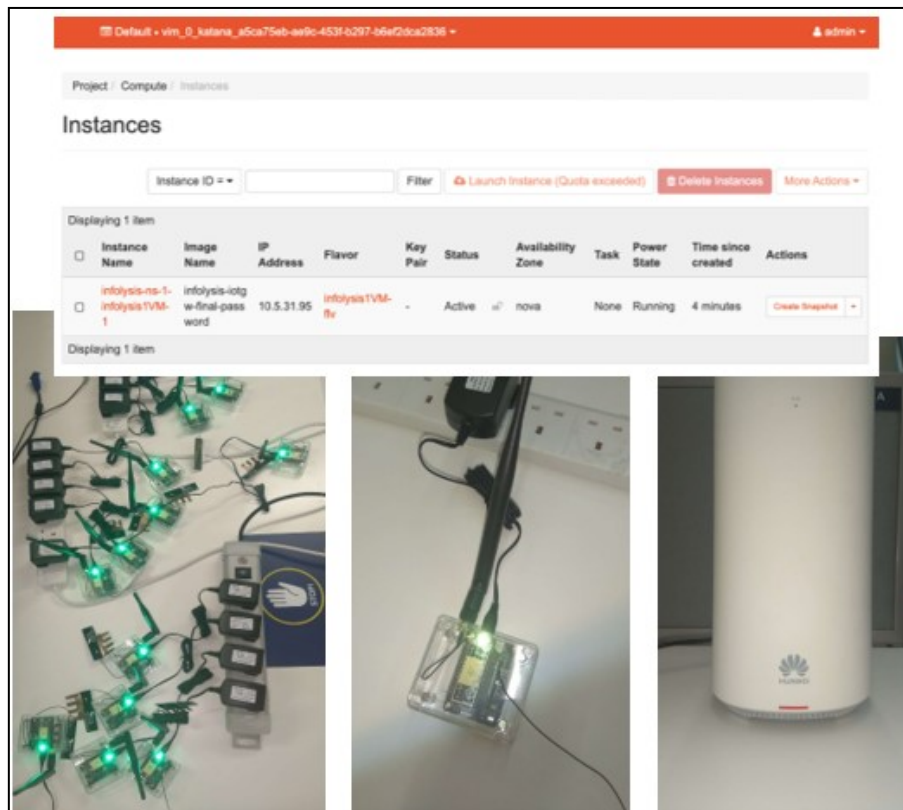 Default • vim_0_katana_a5ca75eb-ae9c-453f-b297-b6ef2dca2836
admin
Project / Compute / Instances
Instances
Instance ID =
Filter
Launch Instance (Quota exceeded)
Delete Instances
More Actions
Displaying 1 item
Instance Name
Image Name
IP Address
Flavor
Key Pair
Status
Availability Zone
Task
Power State
Time since created
Actions
infolysis-ns-1-
infolysis1VM-
1
infolysis-iotg
w-final-pass
word
10.5.31.95
infolysis1VM-
flv
-
Active
nova
None
Running
4 minutes
Create Snapshot
Displaying 1 item
STOP!
HUAWEI
A